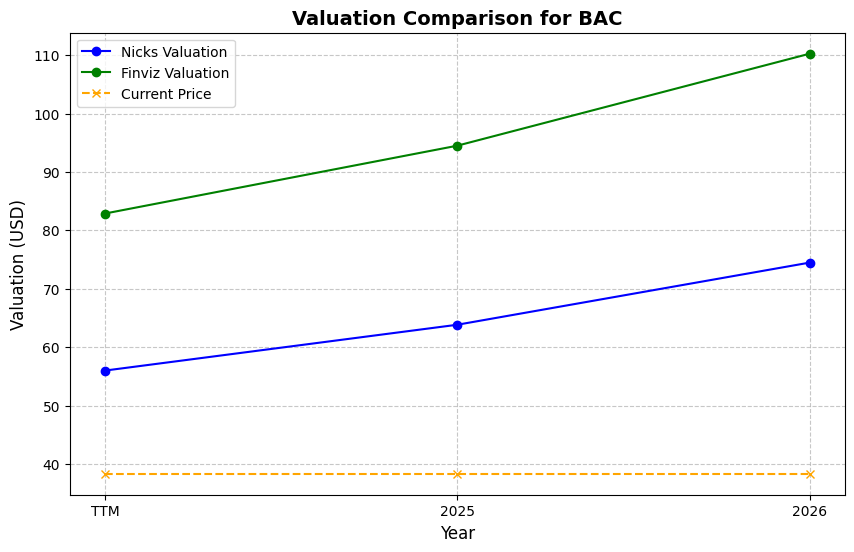 Valuation Comparison for BAC
Nicks Valuation
Finviz Valuation
Current Price
Valuation (USD)
110
100
90
80
70
60
50
40
TTM
2025
2026
Year